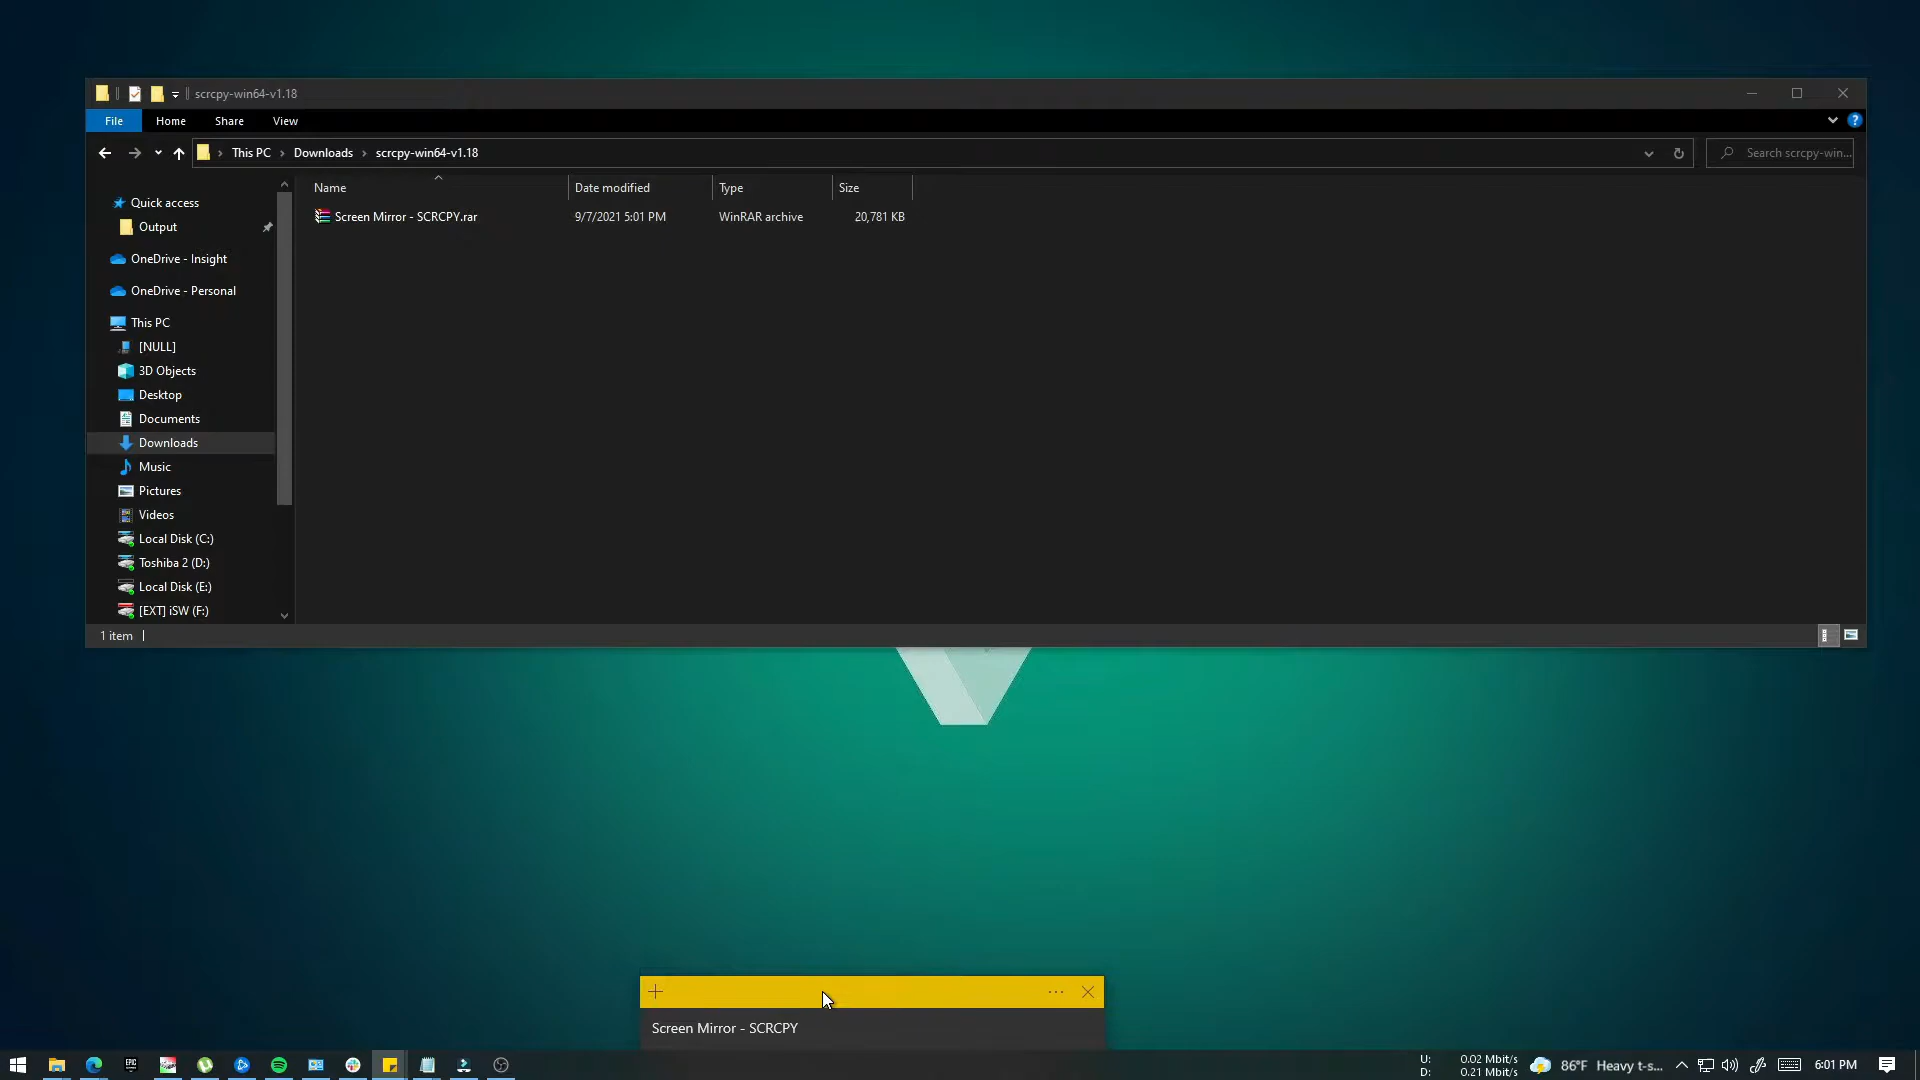 scrcpy-win64-v1.18
File Home Share View
This PC Downloads scrcpy-win64-v1.18
Search scrcpy-win...
Name Date modified Type Size
Screen Mirror - SCRCPY.rar 9/7/2021 5:01 PM WinRAR archive 20,781 KB
Quick access
Output
OneDrive - Insight
OneDrive - Personal
This PC
[NULL]
3D Objects
Desktop
Documents
Downloads
Music
Pictures
Videos
Local Disk (C:)
Toshiba 2 (D:)
Local Disk (E:)
[EXT] iSW (F:)
1 item
Screen Mirror - SCRCPY
EPIC
U: 0.02 Mbit/s
D: 0.21 Mbit/s
86°F Heavy t-s...
6:01 PM